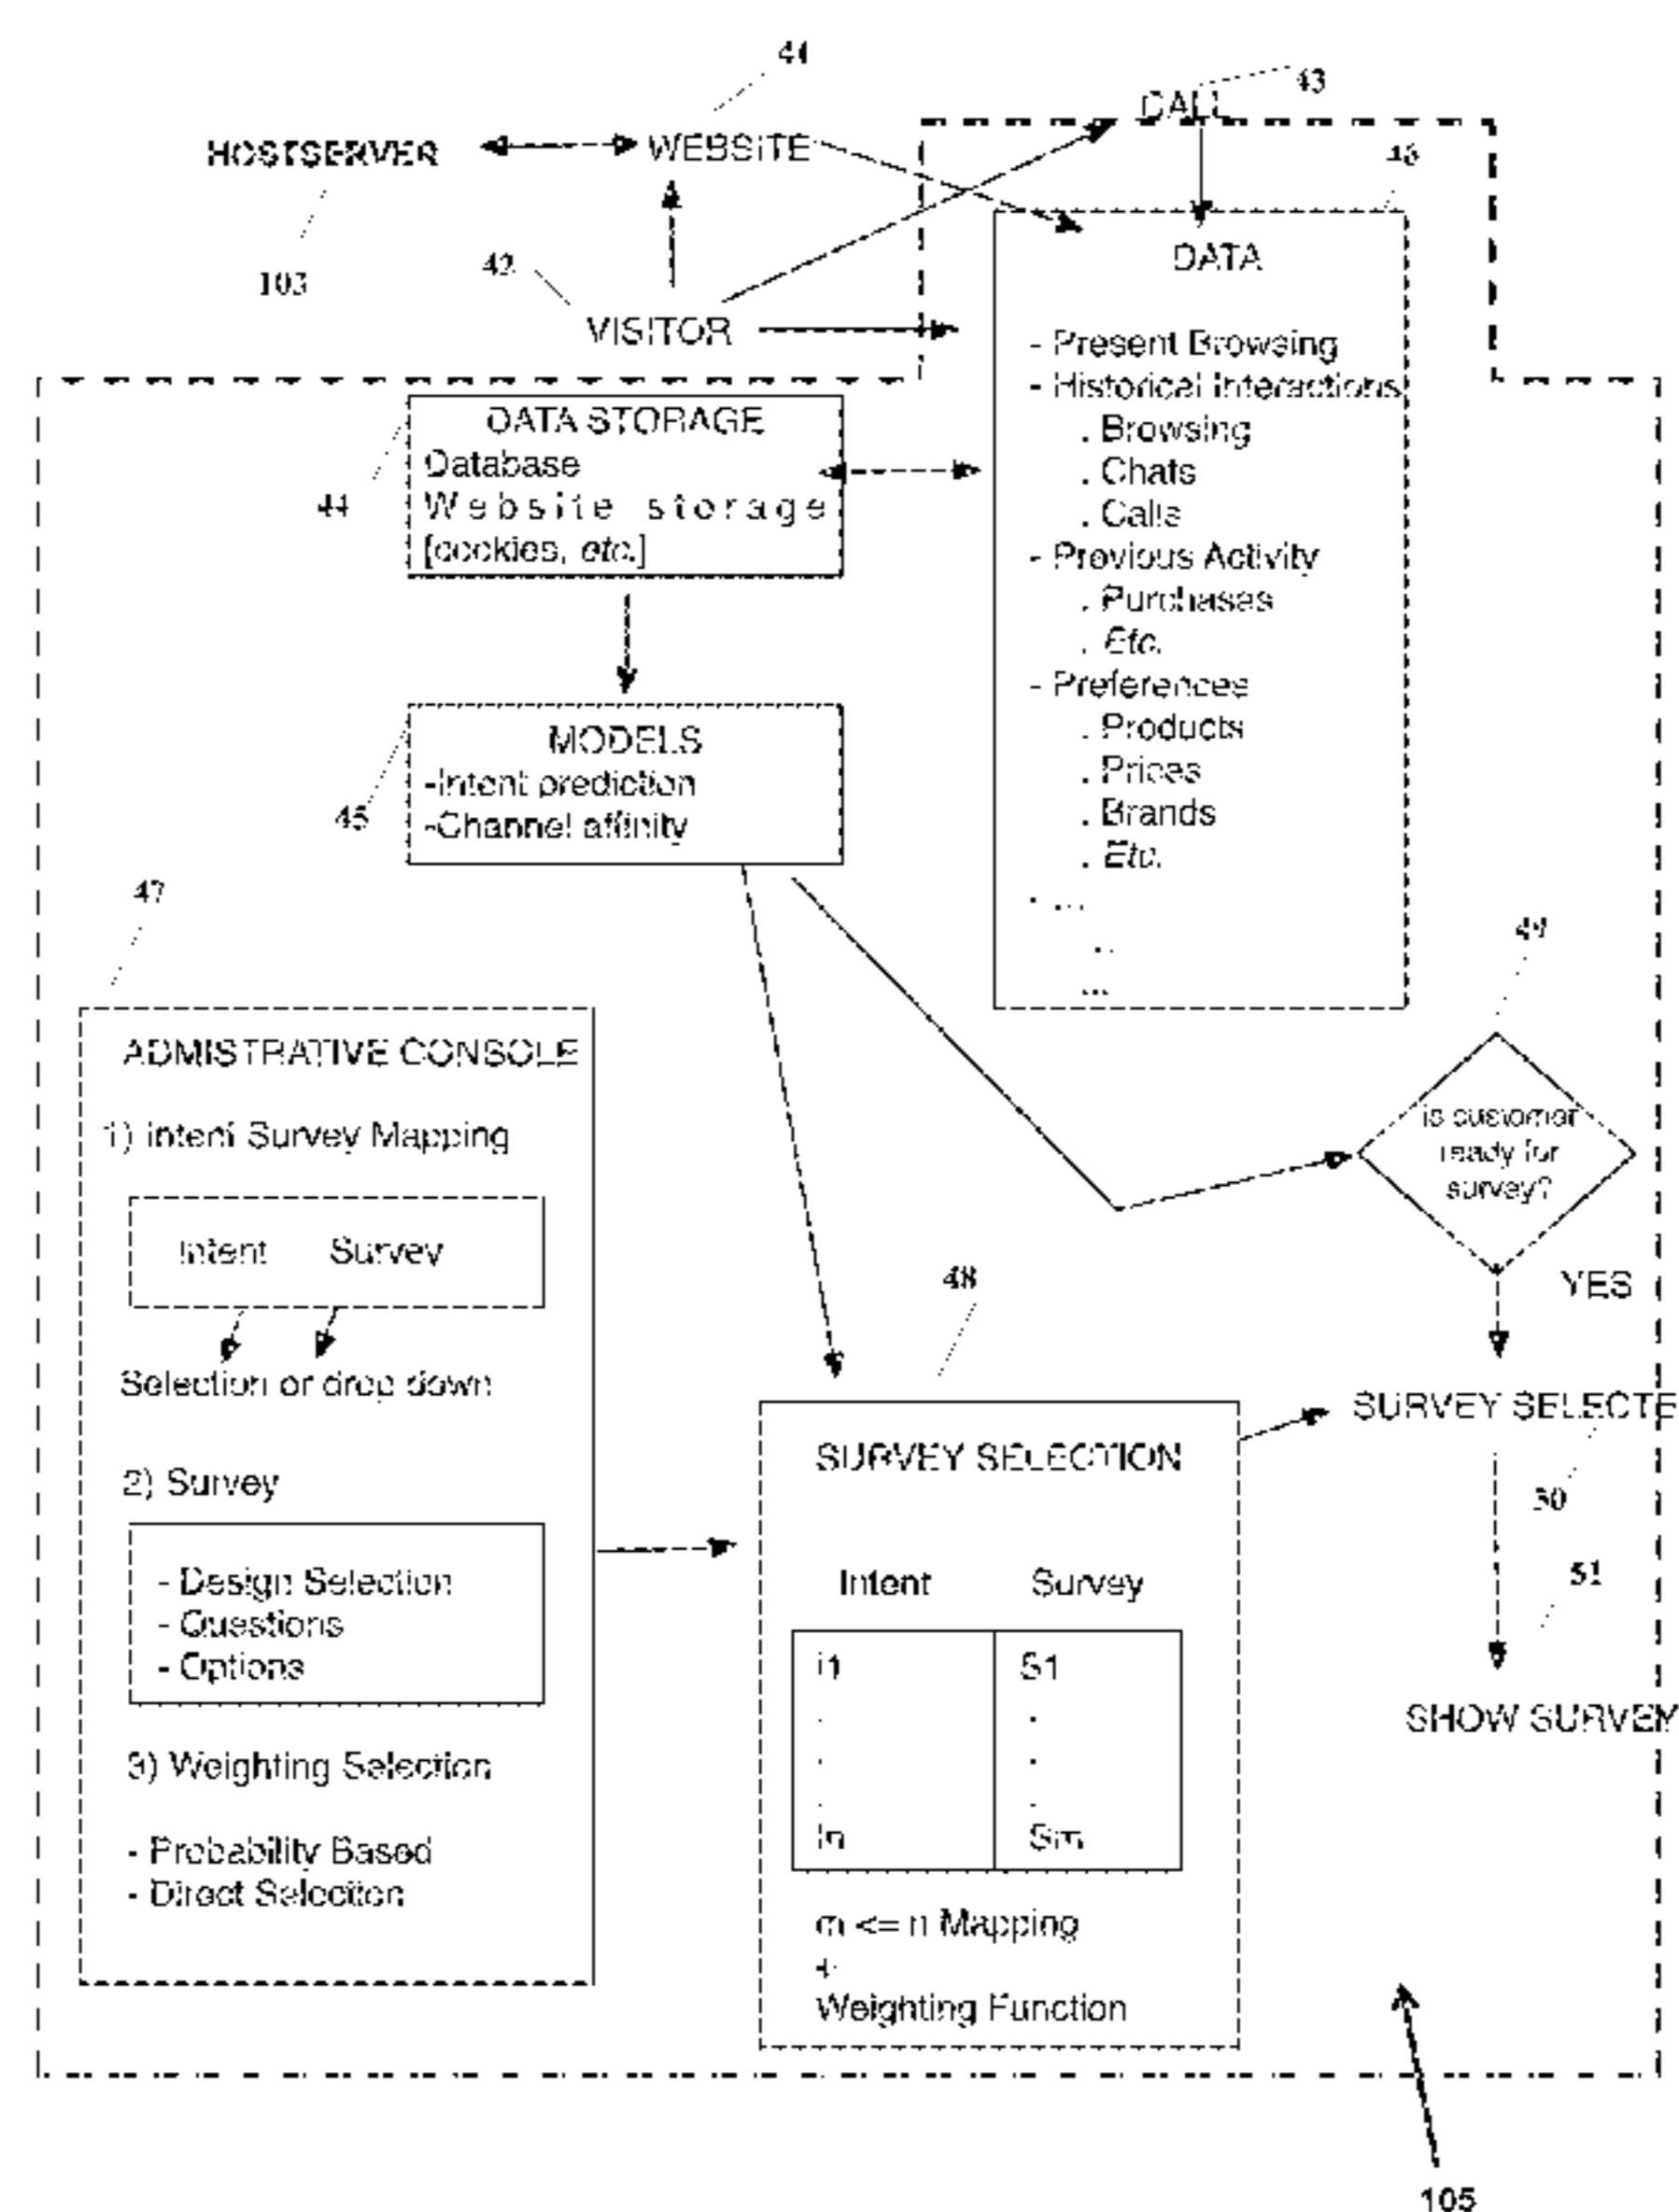 44
43
CALL
HOSTSERVER
WEBSITE
103
42
VISITOR
DATA
- Present Browsing
- Historical Interactions
. Browsing
. Chats
. Calls
- Previous Activity
. Purchases
. Etc.
- Preferences
. Products
. Prices
. Brands
. Etc.
- ...
...
...
DATA STORAGE
Database
Website storage
[cookies, etc.]
44
MODELS
-Intent prediction
-Channel affinity
45
47
ADMISTRATIVE CONSOLE
1) Intent Survey Mapping
Intent Survey
Selection or drop down
2) Survey
- Design Selection
- Questions
- Options
3) Weighting Selection
- Probability Based
- Direct Selection
49
is customer
ready for
survey?
YES
48
SURVEY SELECTION
Intent Survey
i1 S1
. .
. .
. .
In Sm
m <= n Mapping
+
Weighting Function
SURVEY SELECTE
50
51
SHOW SURVEY
105